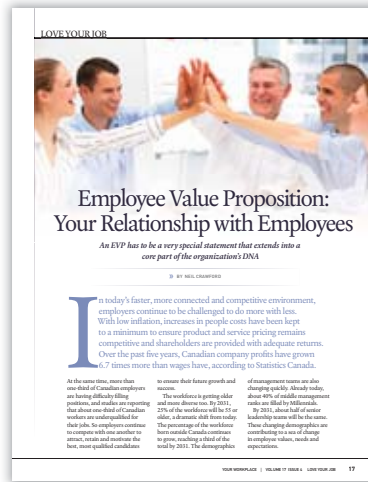 LOVE YOUR JOB
Employee Value Proposition:
Your Relationship with Employees
An EVP has to be a very special statement that extends into a
core part of the organization's DNA
BY NEIL CRAWFORD
In today's faster, more connected and competitive environment,
employers continue to be challenged to do more with less.
With low inflation, increases in people costs have been kept
to a minimum to ensure product and service pricing remains
competitive and shareholders are provided with adequate returns.
Over the past five years, Canadian company profits have grown
6.7 times more than wages have, according to Statistics Canada.
At the same time, more than
one-third of Canadian employers
are having difficulty filling
positions, and studies are reporting
that about one-third of Canadian
workers are underqualified for
their jobs. So employers continue
to compete with one another to
attract, retain and motivate the
best, most qualified candidates
to ensure their future growth and
success.
The workforce is getting older
and more diverse too. By 2031,
25% of the workforce will be 55 or
older, a dramatic shift from today.
The percentage of the workforce
born outside Canada continues
to grow, reaching a third of the
total by 2031. The demographics
of management teams are also
changing quickly. Already today,
about 40% of middle management
ranks are filled by Millennials.
By 2031, about half of senior
leadership teams will be the same.
These changing demographics are
contributing to a sea of change
in employee values, needs and
expectations.
YOUR WORKPLACE | VOLUME 17 ISSUE 4 LOVE YOUR JOB 17